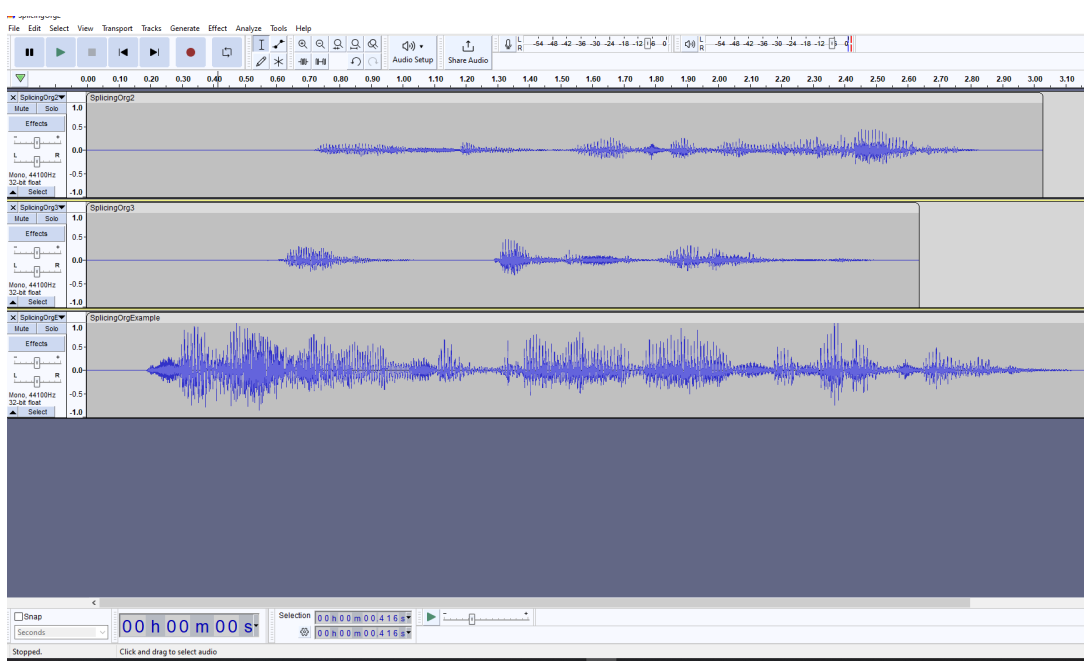 SplicingOrg2
File Edit Select View Transport Tracks Generate Effect Analyze Tools Help
Audio Setup
Share Audio
L R -54 -48 -42 -36 -30 -24 -18 -12 -6 0
L R -54 -48 -42 -36 -30 -24 -18 -12 -6 0
0.00 0.10 0.20 0.30 0.40 0.50 0.60 0.70 0.80 0.90 1.00 1.10 1.20 1.30 1.40 1.50 1.60 1.70 1.80 1.90 2.00 2.10 2.20 2.30 2.40 2.50 2.60 2.70 2.80 2.90 3.00 3.10
× SplicingOrg2▼ SplicingOrg2
Mute Solo 1.0
Effects 0.5
- + 0.0
L R
Mono, 44100Hz -0.5
32-bit float
Select -1.0
× SplicingOrg3▼ SplicingOrg3
Mute Solo 1.0
Effects 0.5
- + 0.0
L R
Mono, 44100Hz -0.5
32-bit float
Select -1.0
× SplicingOrgE▼ SplicingOrgExample
Mute Solo 1.0
Effects 0.5
- + 0.0
L R
Mono, 44100Hz -0.5
32-bit float
Select -1.0
Snap
Seconds
00 h 00 m 00 s
Selection
00 h 00 m 00.416 s
00 h 00 m 00.416 s
- +
Stopped. Click and drag to select audio